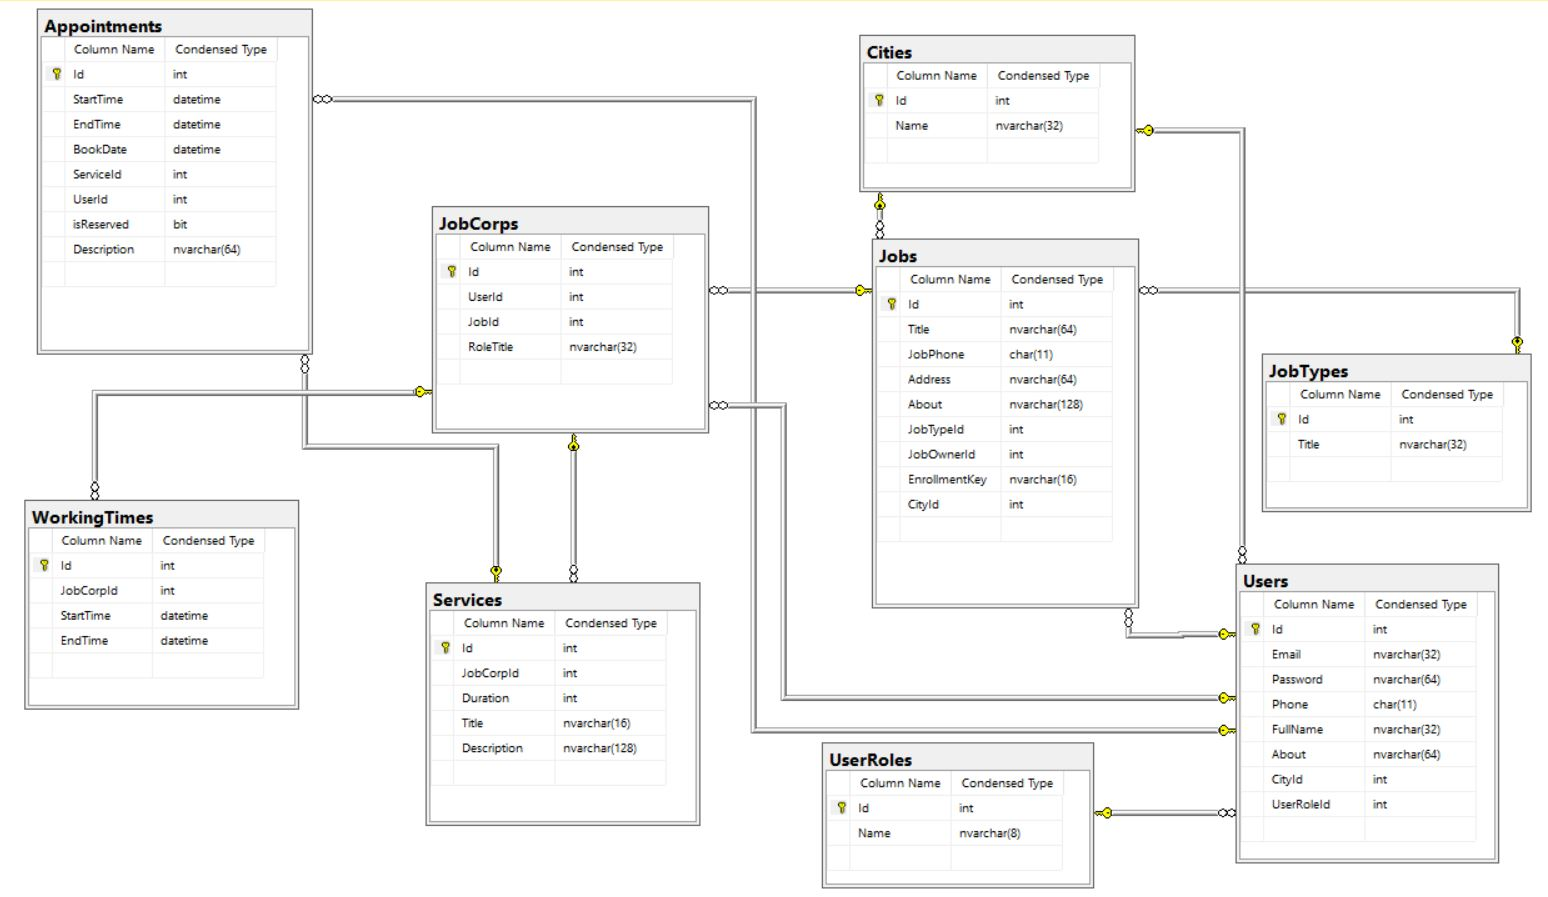 Appointments
Column Name Condensed Type
Id int
StartTime datetime
EndTime datetime
BookDate datetime
ServiceId int
UserId int
isReserved bit
Description nvarchar(64)
Cities
Column Name Condensed Type
Id int
Name nvarchar(32)
JobCorps
Column Name Condensed Type
Id int
UserId int
JobId int
RoleTitle nvarchar(32)
Jobs
Column Name Condensed Type
Id int
Title nvarchar(64)
JobPhone char(11)
Address nvarchar(64)
About nvarchar(128)
JobTypeId int
JobOwnerId int
EnrollmentKey nvarchar(16)
CityId int
JobTypes
Column Name Condensed Type
Id int
Title nvarchar(32)
WorkingTimes
Column Name Condensed Type
Id int
JobCorpId int
StartTime datetime
EndTime datetime
Services
Column Name Condensed Type
Id int
JobCorpId int
Duration int
Title nvarchar(16)
Description nvarchar(128)
Users
Column Name Condensed Type
Id int
Email nvarchar(32)
Password nvarchar(64)
Phone char(11)
FullName nvarchar(32)
About nvarchar(64)
CityId int
UserRoleId int
UserRoles
Column Name Condensed Type
Id int
Name nvarchar(8)